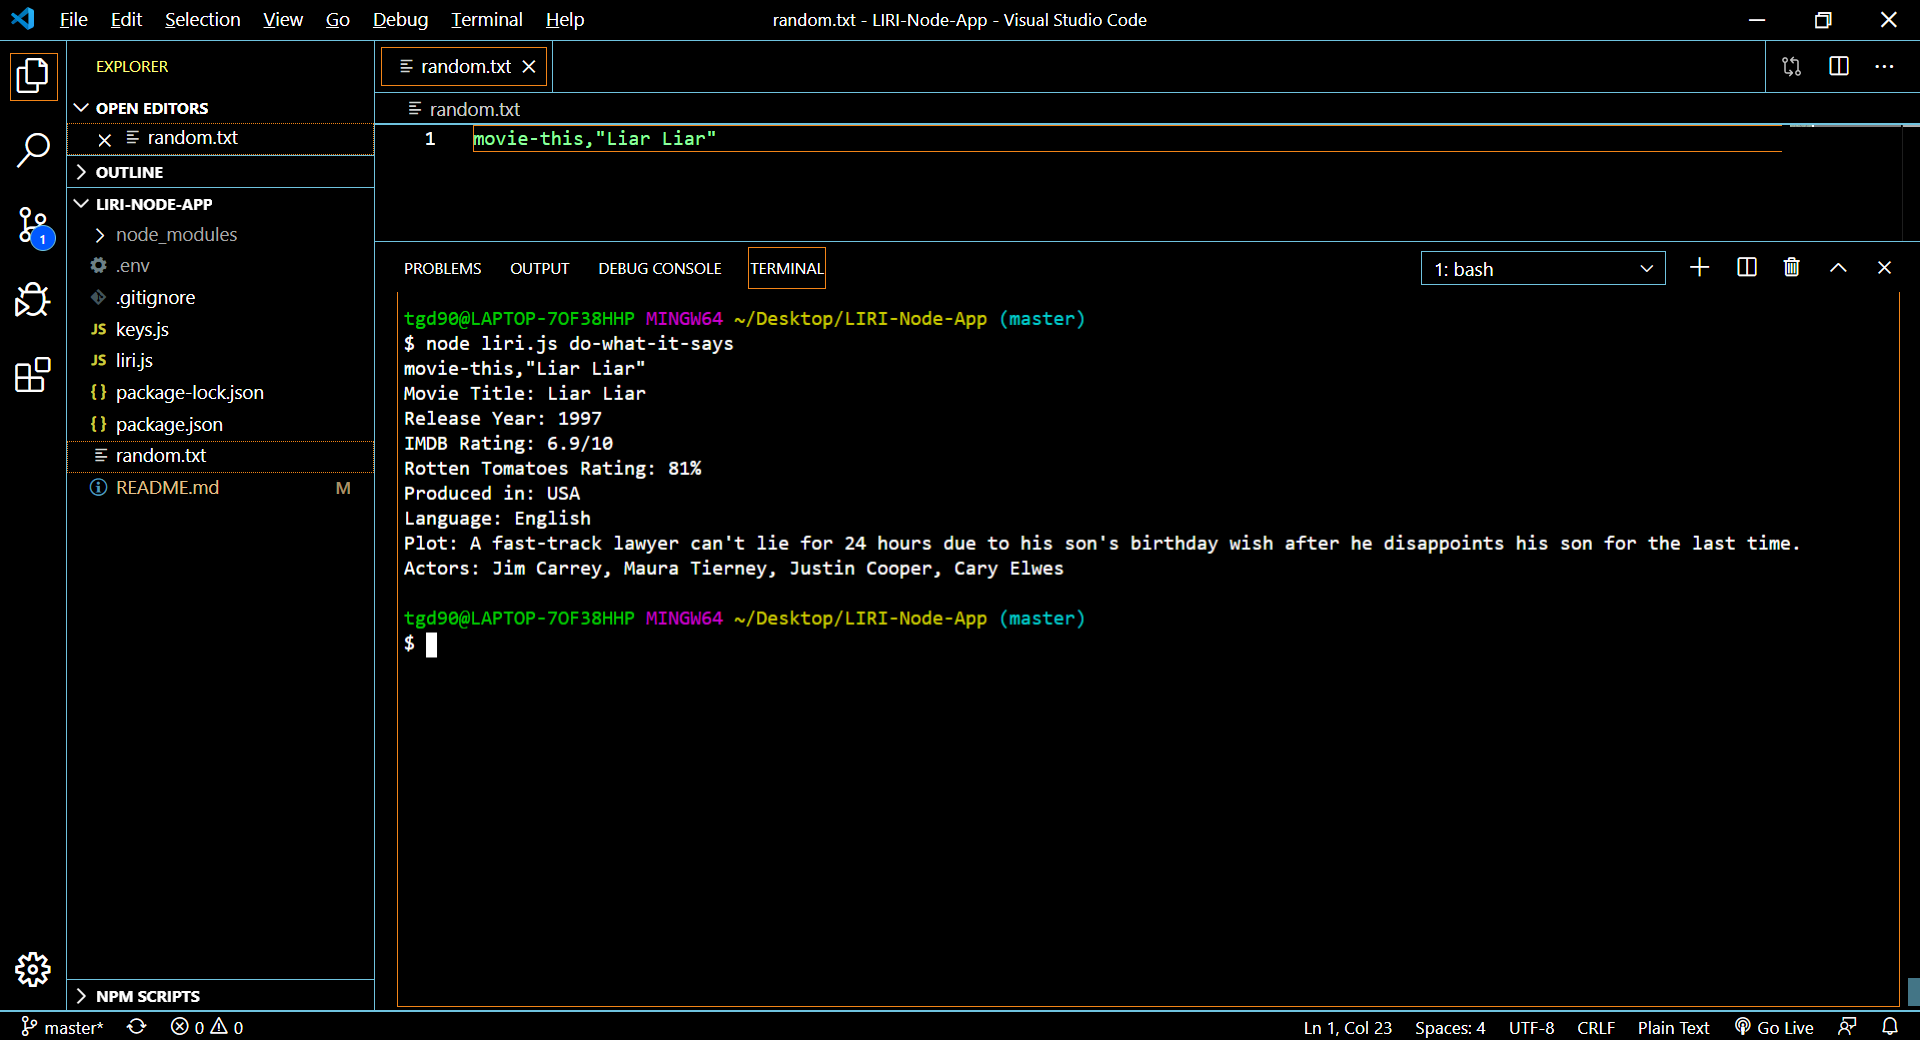 File Edit Selection View Go Debug Terminal Help
random.txt - LIRI-Node-App - Visual Studio Code
EXPLORER
OPEN EDITORS
random.txt
OUTLINE
LIRI-NODE-APP
node_modules
.env
.gitignore
JS keys.js
JS liri.js
{} package-lock.json
{} package.json
random.txt
README.md M
NPM SCRIPTS
1
random.txt
random.txt
1 movie-this,"Liar Liar"
PROBLEMS OUTPUT DEBUG CONSOLE TERMINAL
1: bash
tgd90@LAPTOP-7OF38HHP MINGW64 ~/Desktop/LIRI-Node-App (master)
$ node liri.js do-what-it-says
movie-this,"Liar Liar"
Movie Title: Liar Liar
Release Year: 1997
IMDB Rating: 6.9/10
Rotten Tomatoes Rating: 81%
Produced in: USA
Language: English
Plot: A fast-track lawyer can't lie for 24 hours due to his son's birthday wish after he disappoints his son for the last time.
Actors: Jim Carrey, Maura Tierney, Justin Cooper, Cary Elwes
tgd90@LAPTOP-7OF38HHP MINGW64 ~/Desktop/LIRI-Node-App (master)
$
master* 0 0
Ln 1, Col 23 Spaces: 4 UTF-8 CRLF Plain Text Go Live